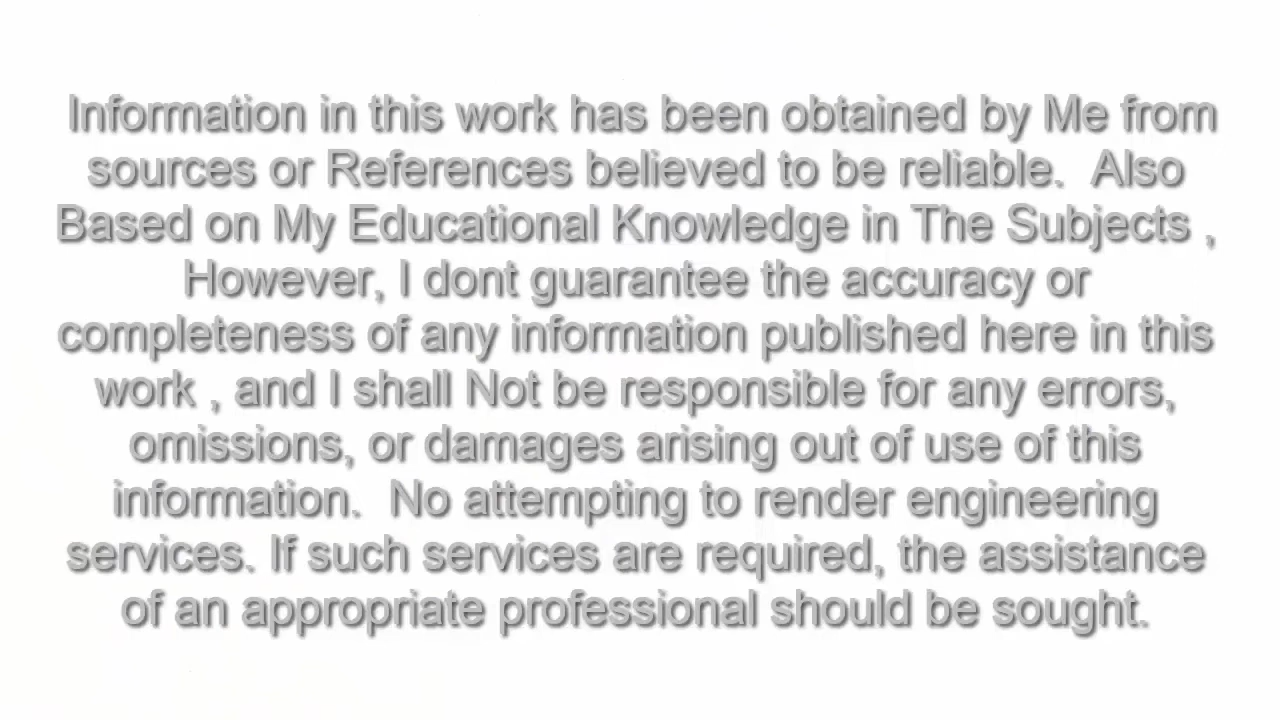 Information in this work has been obtained by Me from
sources or References believed to be reliable.  Also
Based on My Educational Knowledge in The Subjects ,
However, I dont guarantee the accuracy or
completeness of any information published here in this
work , and I shall Not be responsible for any errors,
omissions, or damages arising out of use of this
information.  No attempting to render engineering
services. If such services are required, the assistance
of an appropriate professional should be sought.